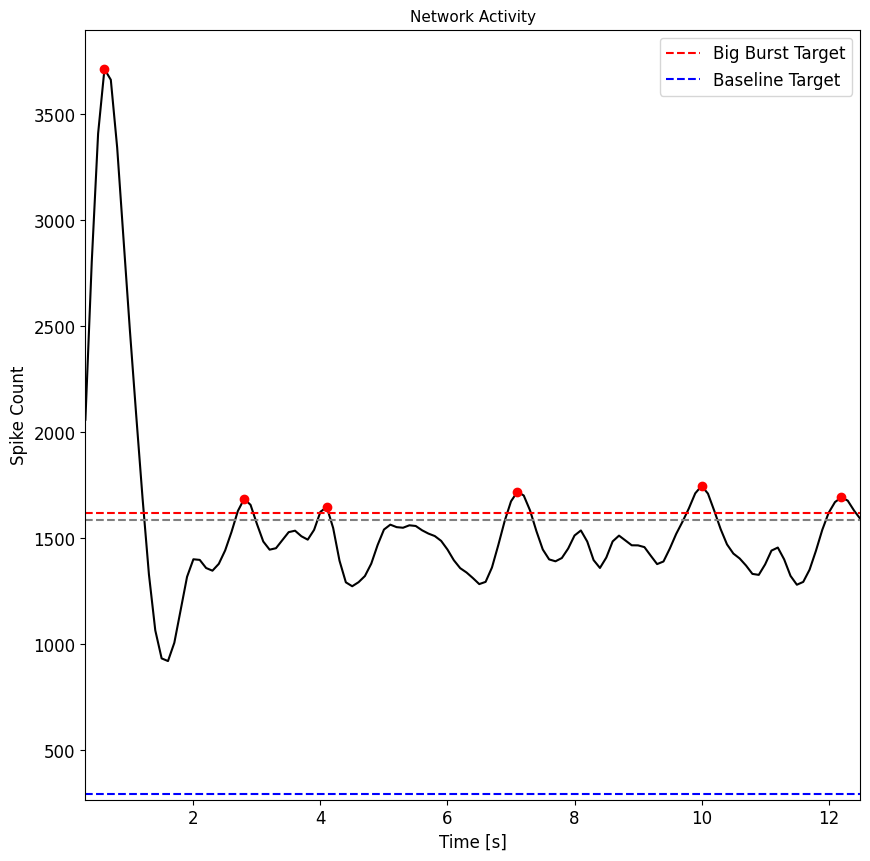 Network Activity
Big Burst Target
Baseline Target
Spike Count
3500
3000
2500
2000
1500
1000
500
2 4 6 8 10 12
Time [s]